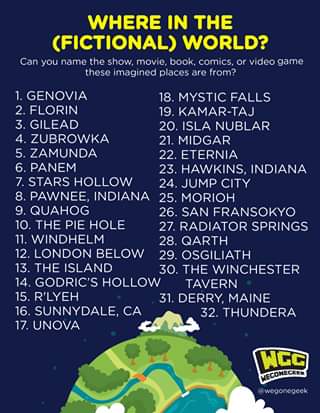 WHERE IN THE
(FICTIONAL) WORLD?
Can you name the show, movie, book, comics, or video game
these imagined places are from?
1. GENOVIA
2. FLORIN
3. GILEAD
4. ZUBROWKA
5. ZAMUNDA
6. PANEM
7. STARS HOLLOW
8. PAWNEE, INDIANA
9. QUAHOG
10. THE PIE HOLE
11. WINDHELM
12. LONDON BELOW
13. THE ISLAND
14. GODRIC'S HOLLOW
15. R'LYEH
16. SUNNYDALE, CA
17. UNOVA
18. MYSTIC FALLS
19. KAMAR-TAJ
20. ISLA NUBLAR
21. MIDGAR
22. ETERNIA
23. HAWKINS, INDIANA
24. JUMP CITY
25. MORIOH
26. SAN FRANSOKYO
27. RADIATOR SPRINGS
28. QARTH
29. OSGILIATH
30. THE WINCHESTER
TAVERN
31. DERRY, MAINE
32. THUNDERA
WGG
WEGONEGEEK
@wegonegeek